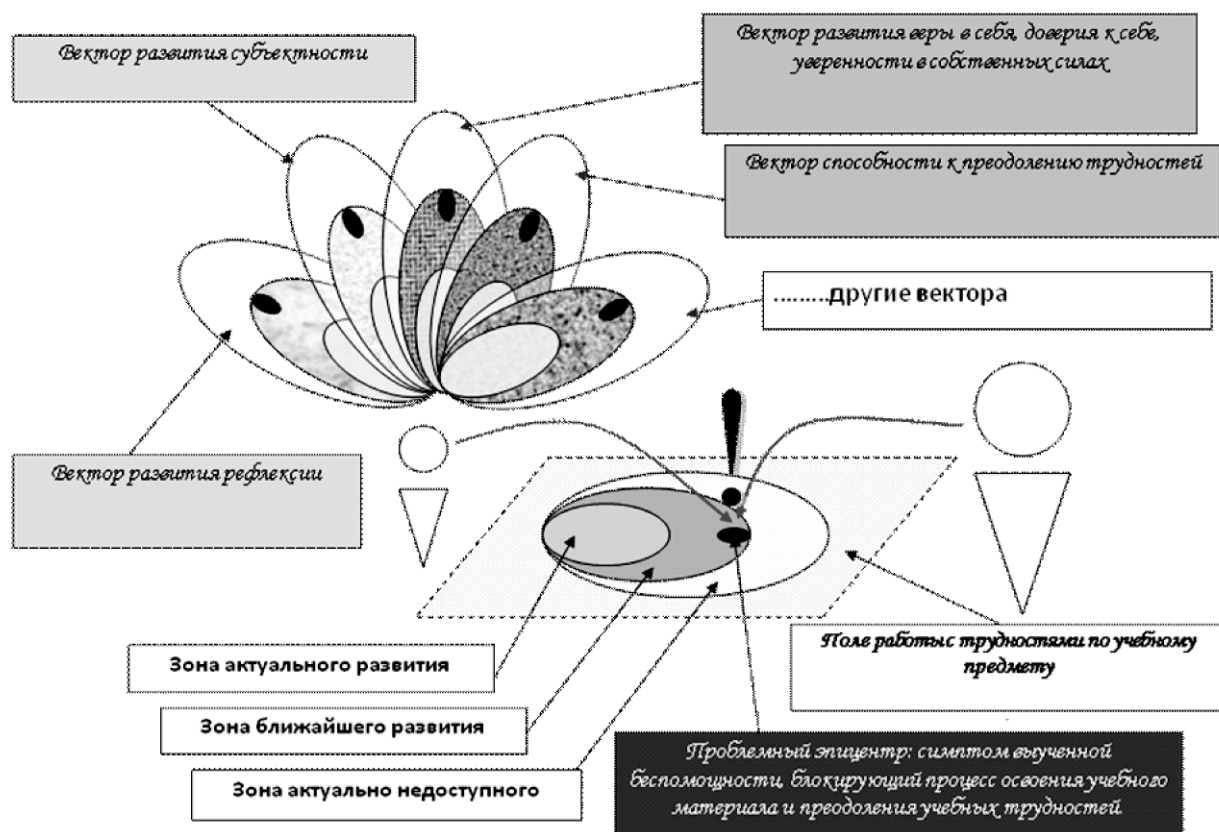 Вектор развития субъектности
Вектор развития веры в себя, доверия к себе,
уверенности в собственных силах
Вектор способности к преодолению трудностей
.........другие вектора
Вектор развития рефлексии
Поле работы с трудностями по учебному
предмету
Зона актуального развития
Зона ближайшего развития
Зона актуально недоступного
Проблемный эпицентр: симптом выученной
беспомощности, блокирующий процесс освоения учебного
материала и преодоления учебных трудностей